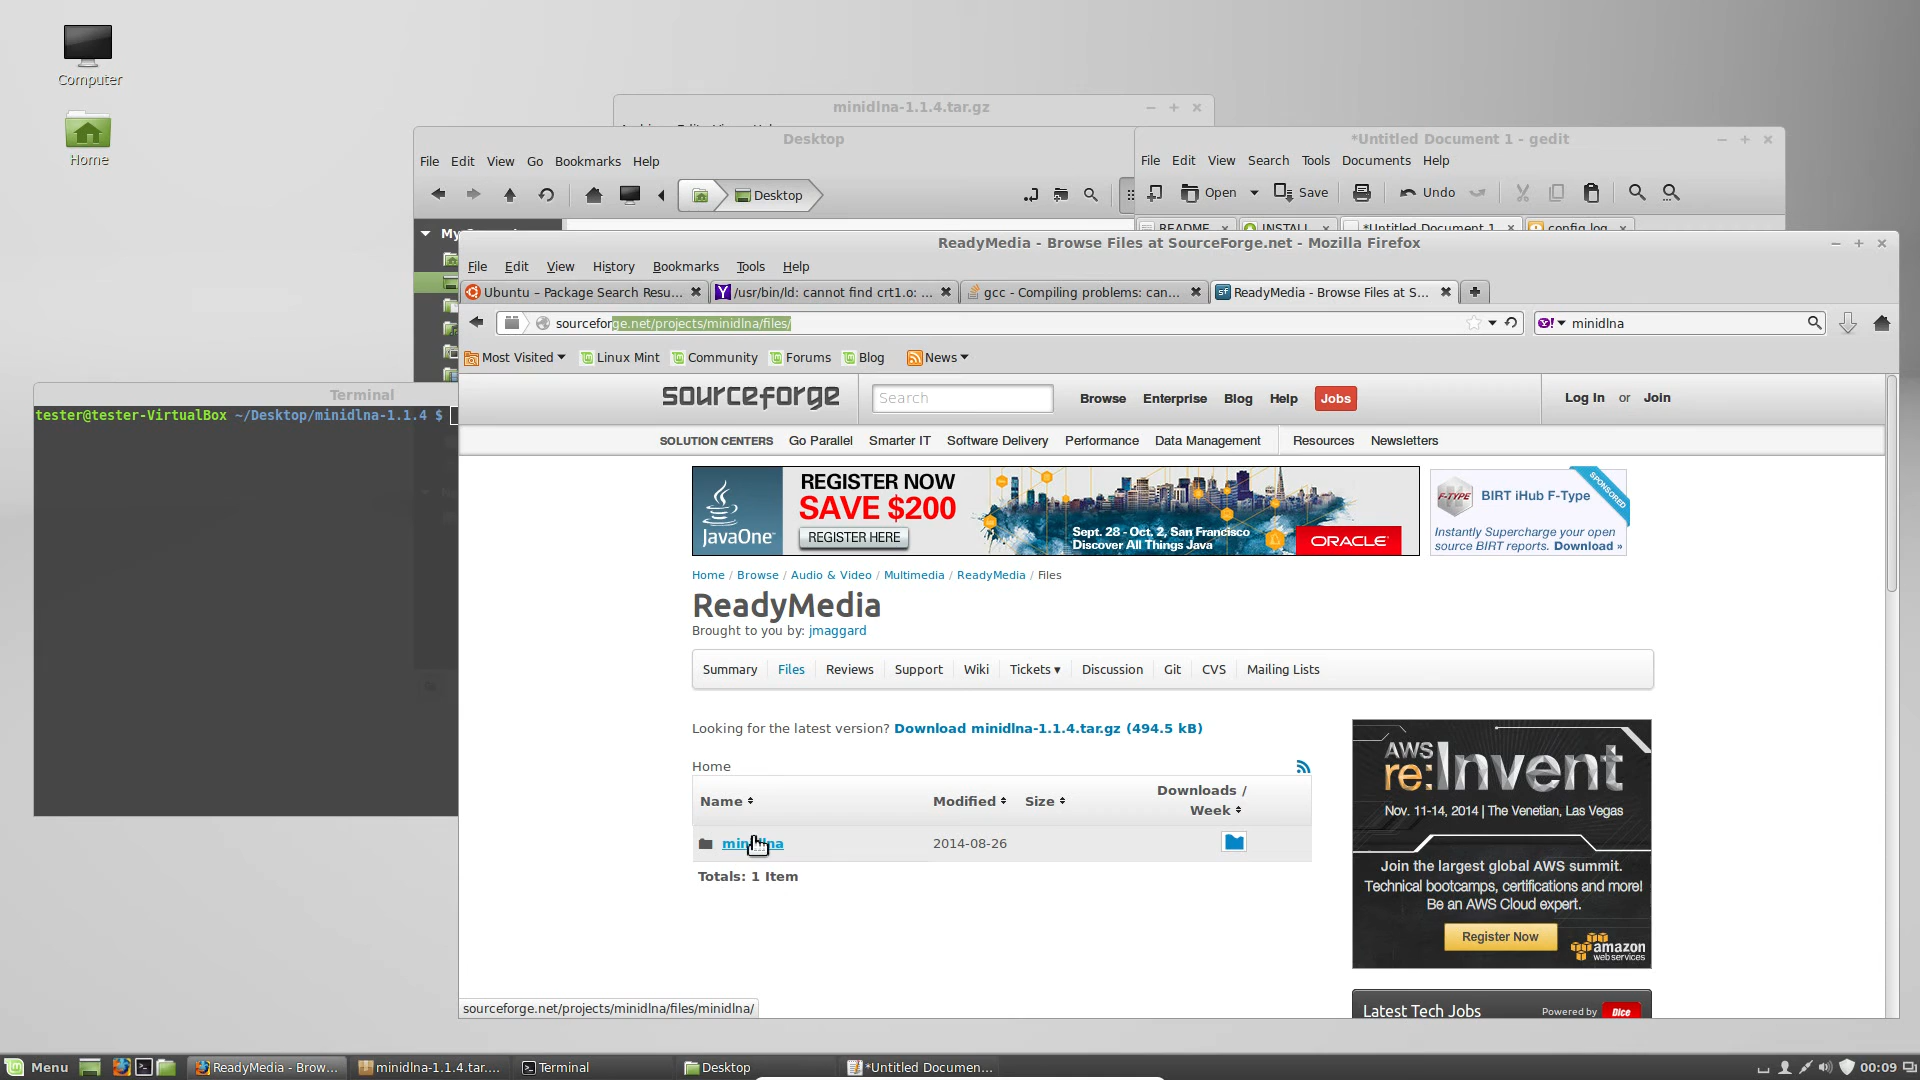 Computer
Home
minidlna-1.1.4.tar.gz
Desktop
File Edit View Go Bookmarks Help
Desktop
*Untitled Document 1 - gedit
File Edit View Search Tools Documents Help
Open Save Undo
README INSTALL *Untitled Document 1 config.log
Terminal
tester@tester-VirtualBox ~/Desktop/minidlna-1.1.4 $
ReadyMedia - Browse Files at SourceForge.net - Mozilla Firefox
File Edit View History Bookmarks Tools Help
Ubuntu – Package Search Resu... /usr/bin/ld: cannot find crt1.o: ... gcc - Compiling problems: can... ReadyMedia - Browse Files at S...
sourceforge.net/projects/minidlna/files/ minidlna
Most Visited Linux Mint Community Forums Blog News
sourceforge Search Browse Enterprise Blog Help Jobs Log In or Join
SOLUTION CENTERS Go Parallel Smarter IT Software Delivery Performance Data Management Resources Newsletters
JavaOne
REGISTER NOW
SAVE $200
REGISTER HERE
Sept. 28 - Oct. 2, San Francisco
Discover All Things Java
ORACLE
F-TYPE
BIRT iHub F-Type
SPONSORED
Instantly Supercharge your open
source BIRT reports. Download »
Home / Browse / Audio & Video / Multimedia / ReadyMedia / Files
ReadyMedia
Brought to you by: jmaggard
Summary Files Reviews Support Wiki Tickets ▾ Discussion Git CVS Mailing Lists
Looking for the latest version? Download minidlna-1.1.4.tar.gz (494.5 kB)
Home
Name Modified Size Downloads /
Week
minidlna 2014-08-26
Totals: 1 Item
AWS
re:Invent
Nov. 11-14, 2014 | The Venetian, Las Vegas
Join the largest global AWS summit.
Technical bootcamps, certifications and more!
Be an AWS Cloud expert.
Register Now
amazon
webservices
Latest Tech Jobs Powered by Dice
sourceforge.net/projects/minidlna/files/minidlna/
Menu ReadyMedia - Brow... minidlna-1.1.4.tar.... Terminal Desktop *Untitled Documen... 00:09